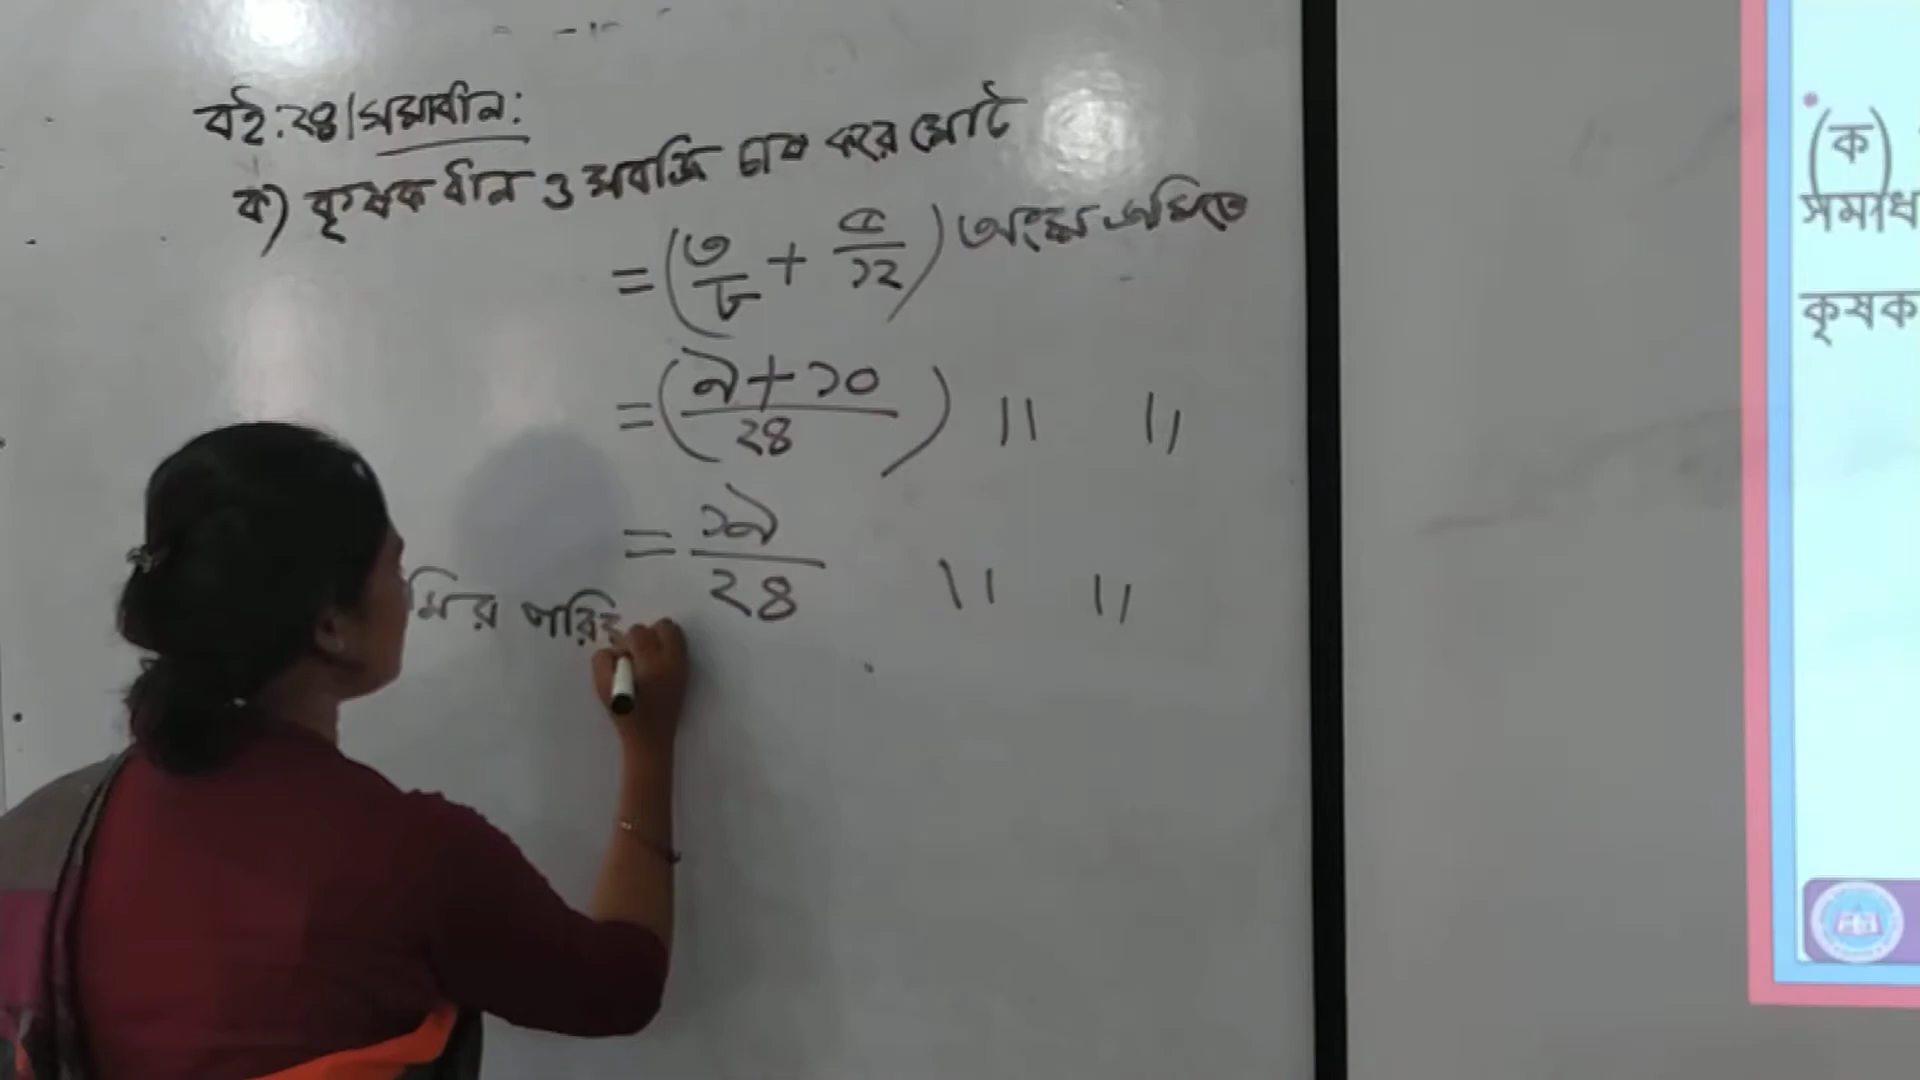 বই:২৪।সমাধান:
ক) কৃষক ধান ও সবজি চাষ করে মোট
= (৩/৮ + ৫/১২) অংশ জমিতে
= (৯+১০/২৪) ॥ ॥
= ১৯/২৪ ॥ ॥
মির পরি
(ক)
সমাধ
কৃষক